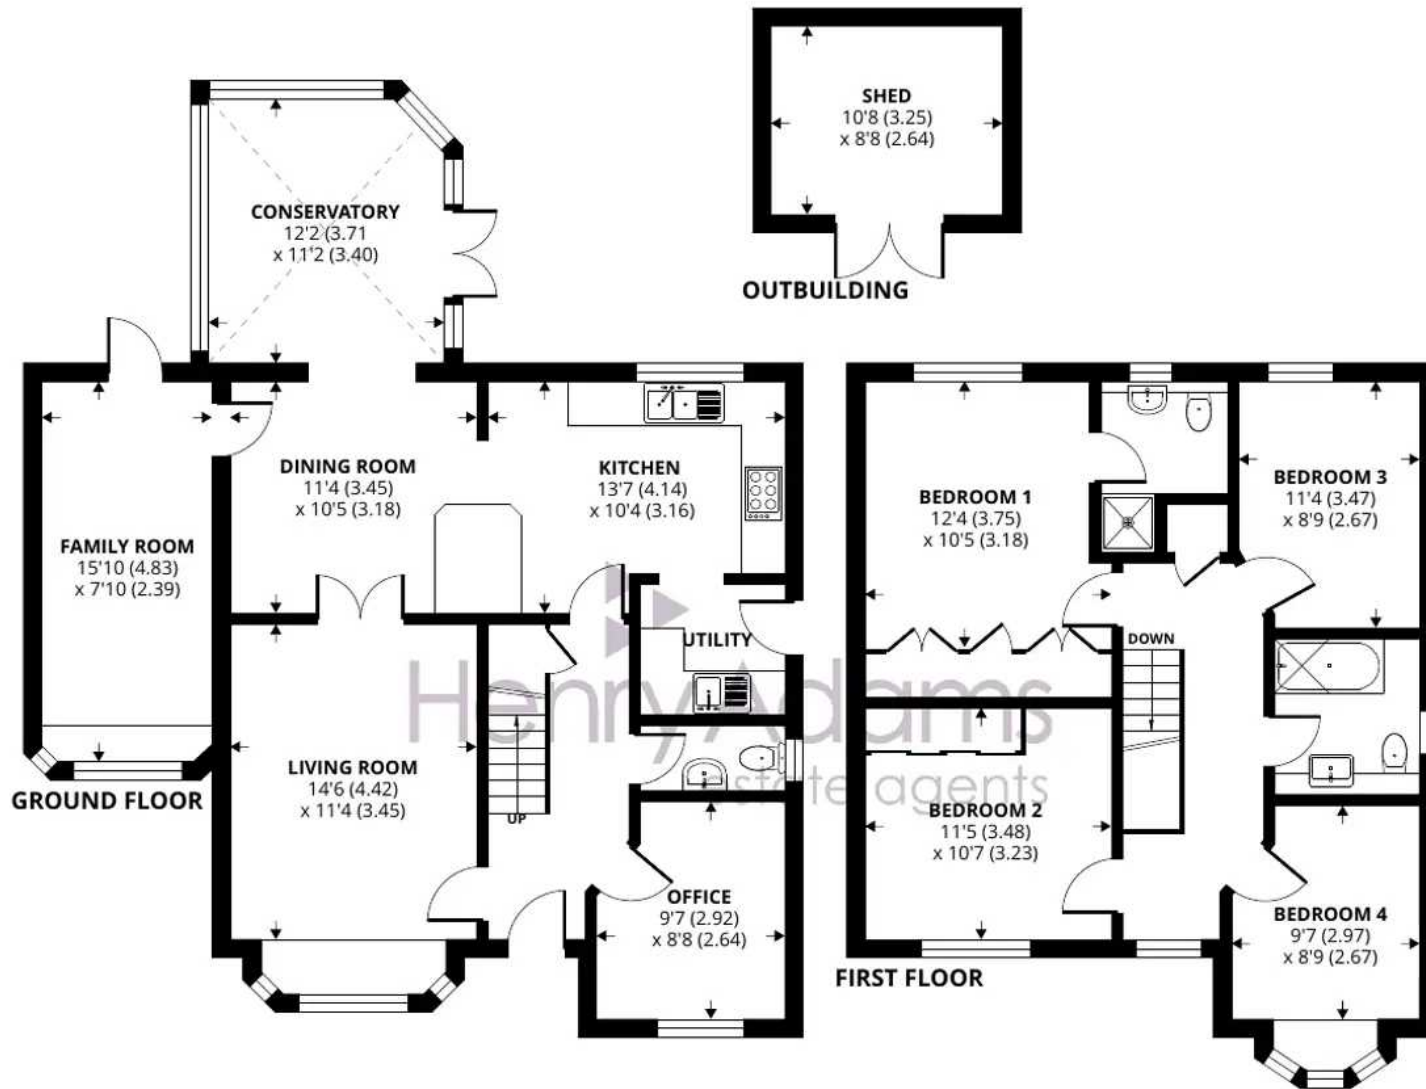 SHED
10'8 (3.25)
x 8'8 (2.64)
OUTBUILDING
CONSERVATORY
12'2 (3.71
x 11'2 (3.40)
DINING ROOM
11'4 (3.45)
x 10'5 (3.18)
KITCHEN
13'7 (4.14)
x 10'4 (3.16)
FAMILY ROOM
15'10 (4.83)
x 7'10 (2.39)
UTILITY
LIVING ROOM
14'6 (4.42)
x 11'4 (3.45)
UP
OFFICE
9'7 (2.92)
x 8'8 (2.64)
GROUND FLOOR
BEDROOM 1
12'4 (3.75)
x 10'5 (3.18)
BEDROOM 3
11'4 (3.47)
x 8'9 (2.67)
DOWN
BEDROOM 2
11'5 (3.48)
x 10'7 (3.23)
BEDROOM 4
9'7 (2.97)
x 8'9 (2.67)
FIRST FLOOR
Henry Adams
estate agents